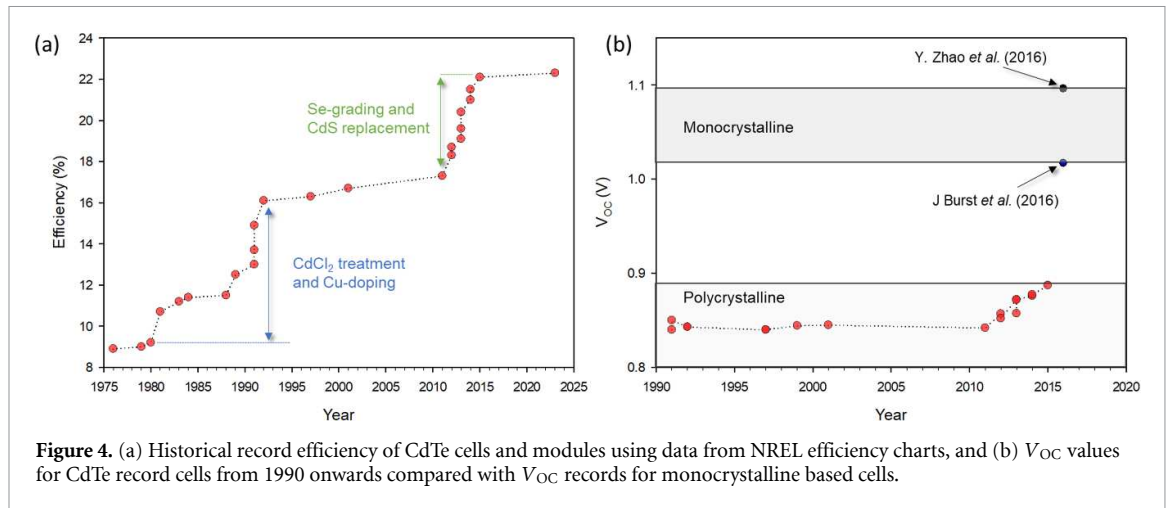 (a)
24
22
20
18
16
14
12
10
8
Efficiency (%)
1975 1980 1985 1990 1995 2000 2005 2010 2015 2020 2025
Year
Se-grading and
CdS replacement
CdCl₂ treatment
and Cu-doping
(b)
1.1
1.0
0.9
0.8
V_OC (V)
1990 1995 2000 2005 2010 2015 2020
Year
Y. Zhao et al. (2016)
Monocrystalline
J Burst et al. (2016)
Polycrystalline
Figure 4. (a) Historical record efficiency of CdTe cells and modules using data from NREL efficiency charts, and (b) V_OC values
for CdTe record cells from 1990 onwards compared with V_OC records for monocrystalline based cells.